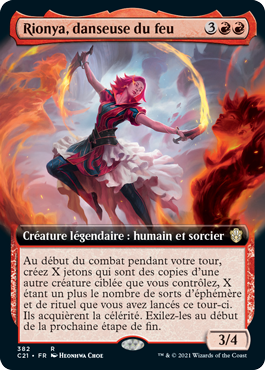 Rionya, danseuse du feu 3
Créature légendaire : humain et sorcier
Au début du combat pendant votre tour,
créez X jetons qui sont des copies d'une
autre créature ciblée que vous contrôlez, X
étant un plus le nombre de sorts d'éphémère
et de rituel que vous avez lancés ce tour-ci.
Ils acquièrent la célérité. Exilez-les au début
de la prochaine étape de fin.
3/4
382 R
C21 • FR HEONHWA CHOE
™ & © 2021 Wizards of the Coast